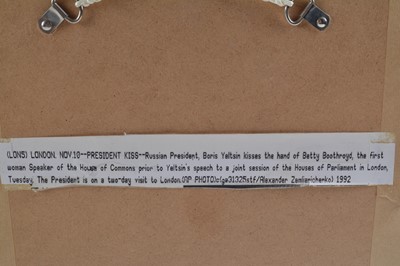 (LON5) LONDON, NOV.10--PRESIDENT KISS--Russian President, Boris Yeltsin kisses the hand of Betty Boothroyd, the first
woman Speaker of the House of Commons prior to Yeltsin's speech to a joint session of the Houses of Parliament in London,
Tuesday. The President is on a two-day visit to London.(AP PHOTO) 1992